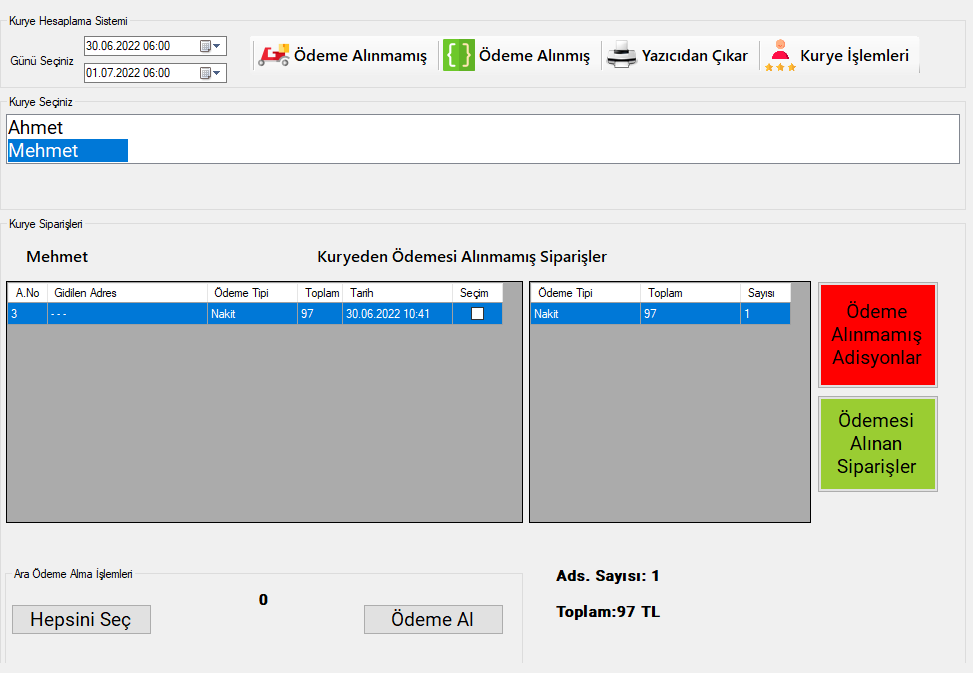 Kurye Hesaplama Sistemi
Günü Seçiniz
30.06.2022 06:00
01.07.2022 06:00
Ödeme Alınmamış
Ödeme Alınmış
Yazıcıdan Çıkar
Kurye İşlemleri
Kurye Seçiniz
Ahmet
Mehmet
Kurye Siparişleri
Mehmet
Kuryeden Ödemesi Alınmamış Siparişler
A.No Gidilen Adres Ödeme Tipi Toplam Tarih Seçim
3 - - - Nakit 97 30.06.2022 10:41
Ödeme Tipi Toplam Sayısı
Nakit 97 1
Ödeme
Alınmamış
Adisyonlar
Ödemesi
Alınan
Siparişler
Ara Ödeme Alma İşlemleri
Hepsini Seç
0
Ödeme Al
Ads. Sayısı: 1
Toplam:97 TL